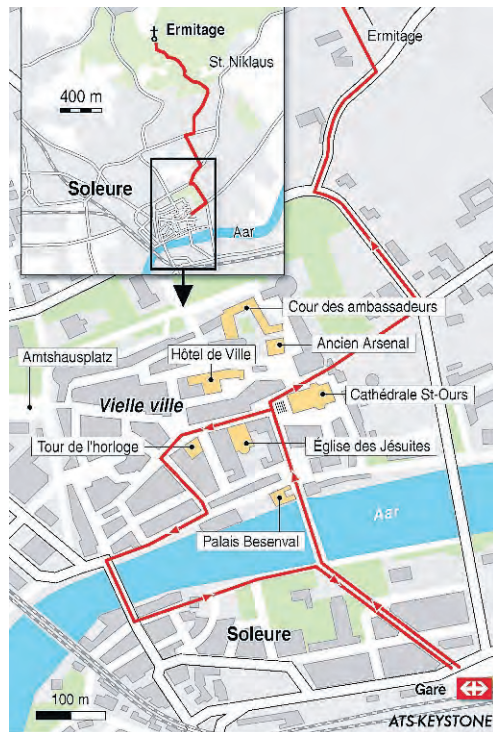 Ermitage
St. Niklaus
400 m
Soleure
Aar
Ermitage
Cour des ambassadeurs
Ancien Arsenal
Amtshausplatz
Hôtel de Ville
Cathédrale St-Ours
Vielle ville
Tour de l'horloge
Église des Jésuites
Aar
Palais Besenval
Soleure
Gare
100 m
ATS-KEYSTONE